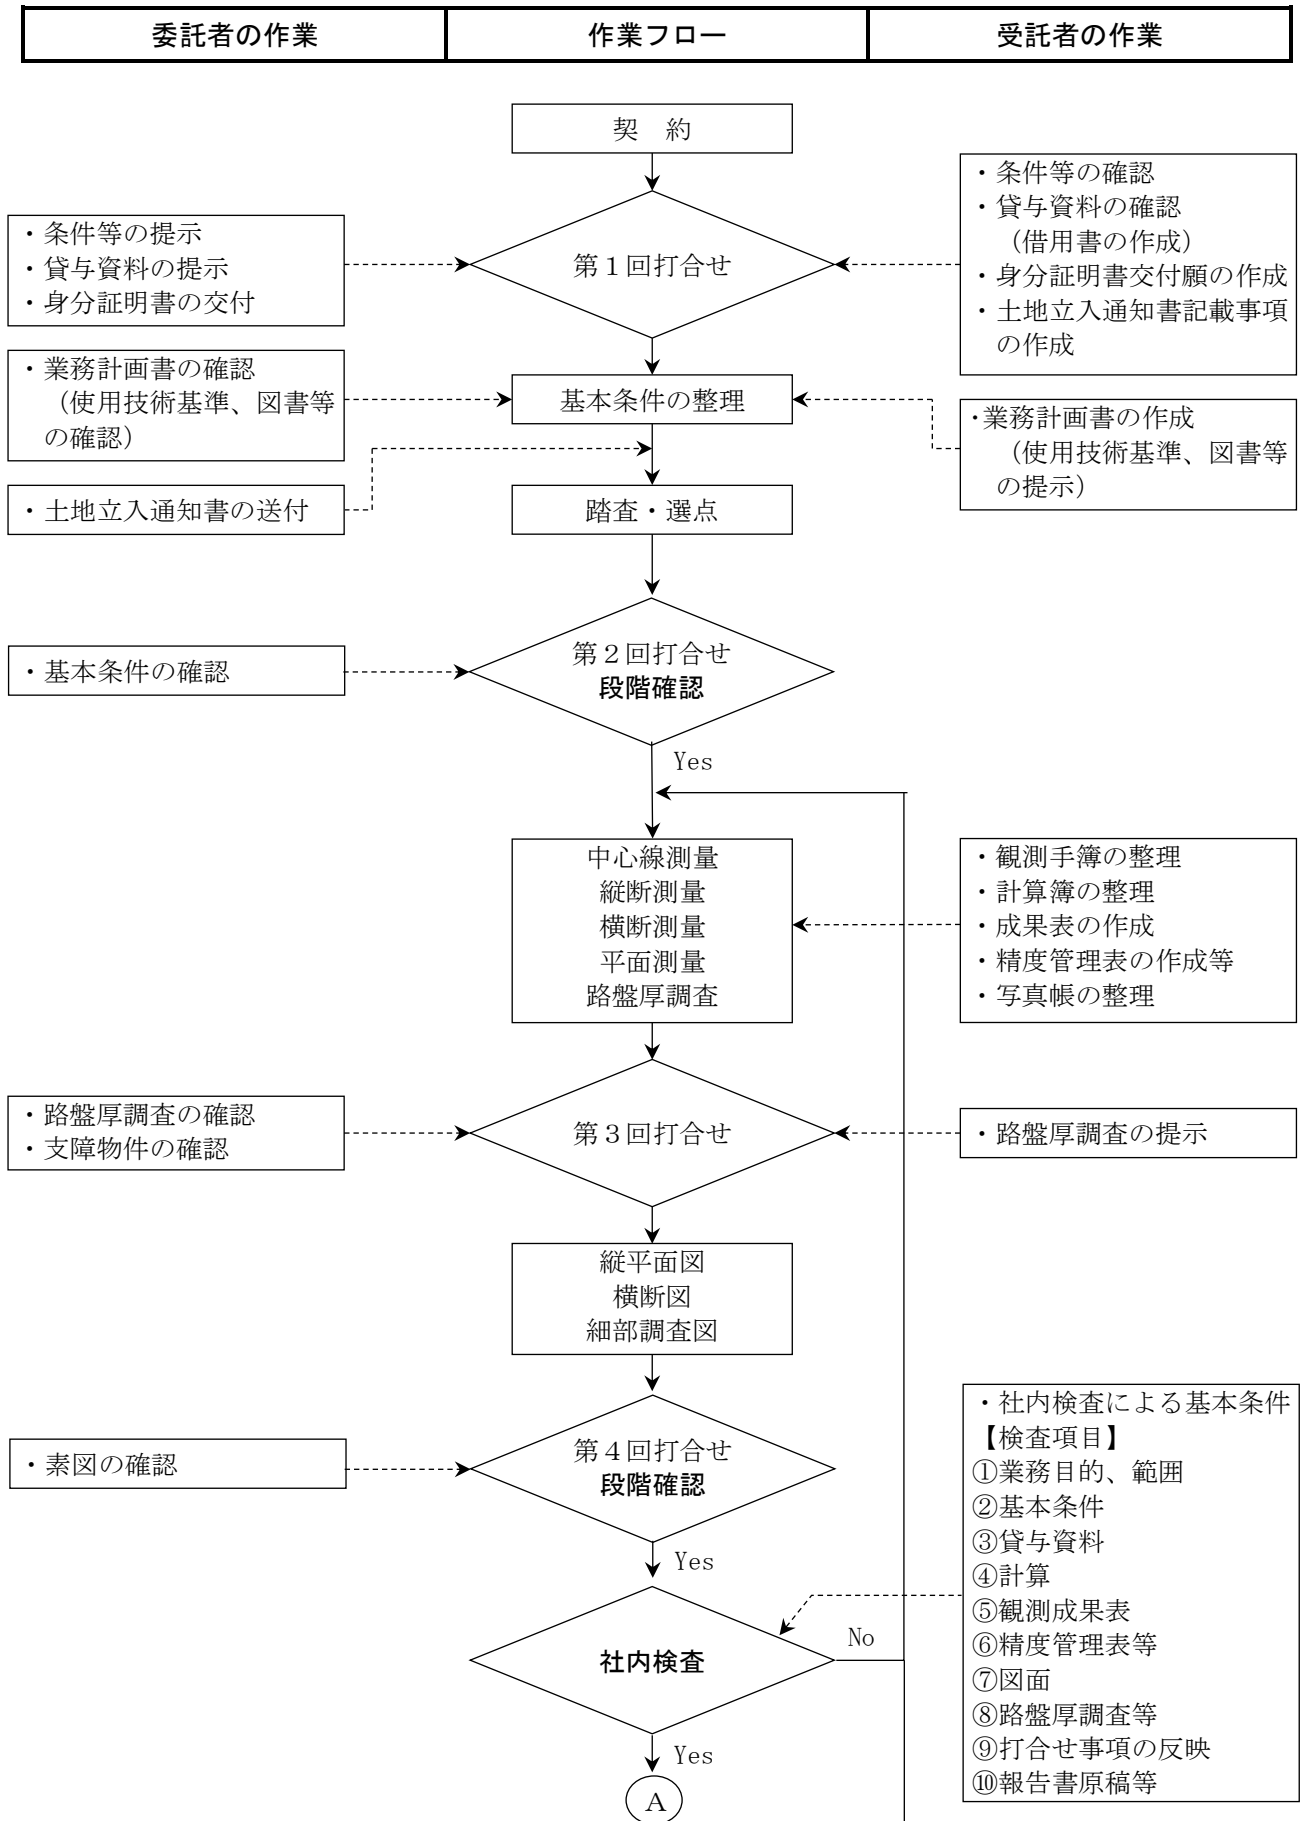 委託者の作業
作業フロー
受託者の作業
契　約
・条件等の確認
・貸与資料の確認
（借用書の作成）
・身分証明書交付願の作成
・土地立入通知書記載事項
の作成
・条件等の提示
・貸与資料の提示
・身分証明書の交付
第１回打合せ
・業務計画書の確認
（使用技術基準、図書等
の確認）
基本条件の整理
・業務計画書の作成
（使用技術基準、図書等
の提示）
・土地立入通知書の送付
踏査・選点
・基本条件の確認
第２回打合せ
段階確認
Yes
中心線測量
縦断測量
横断測量
平面測量
路盤厚調査
・観測手簿の整理
・計算簿の整理
・成果表の作成
・精度管理表の作成等
・写真帳の整理
・路盤厚調査の確認
・支障物件の確認
第３回打合せ
・路盤厚調査の提示
縦平面図
横断図
細部調査図
・素図の確認
第４回打合せ
段階確認
Yes
・社内検査による基本条件
【検査項目】
①業務目的、範囲
②基本条件
③貸与資料
④計算
⑤観測成果表
⑥精度管理表等
⑦図面
⑧路盤厚調査等
⑨打合せ事項の反映
⑩報告書原稿等
社内検査
No
Yes
A